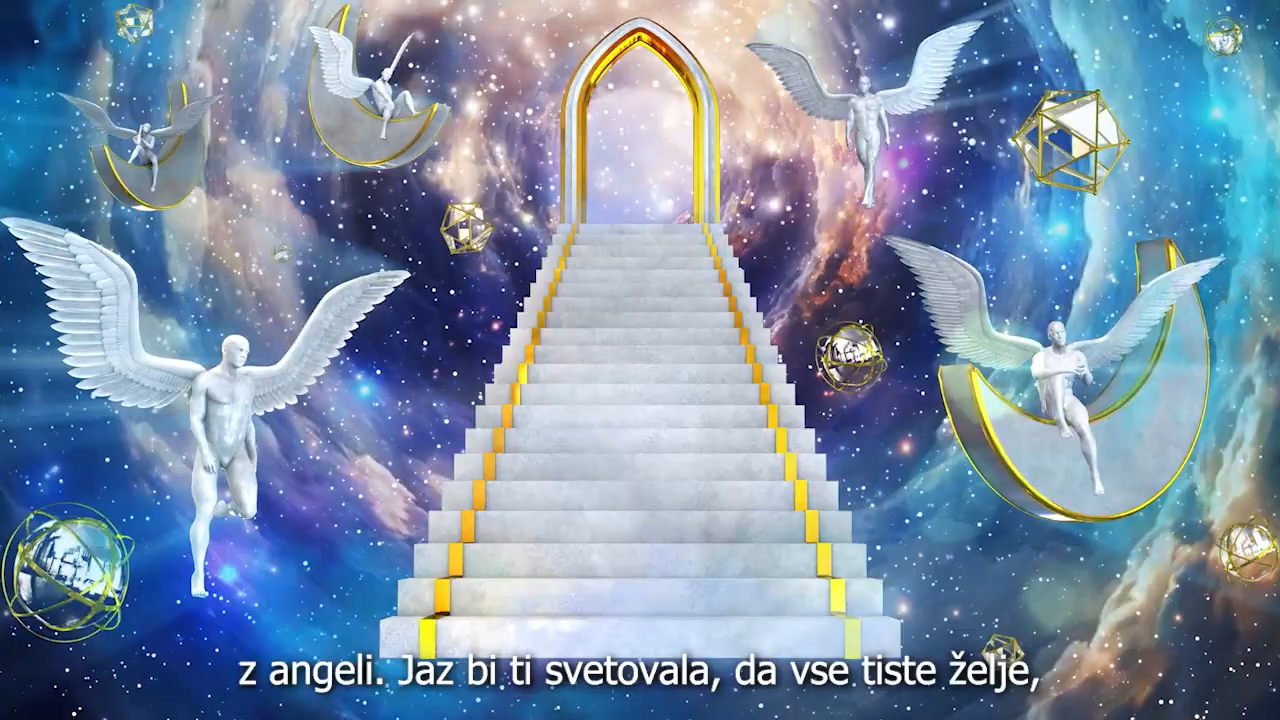 z angeli. Jaz bi ti svetovala, da vse tiste želje,